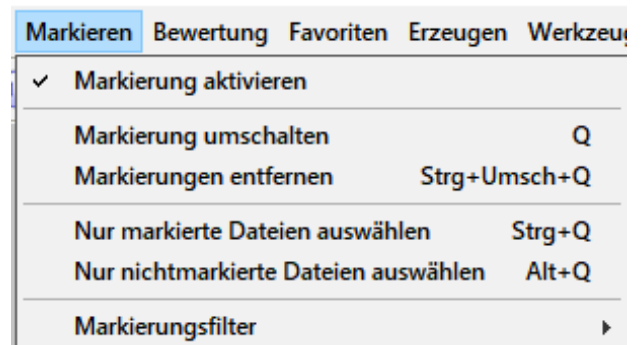 Markieren Bewertung Favoriten Erzeugen
Markierung aktivieren
Markierung umschalten Q
Markierungen entfernen Strg+Umsch+Q
Nur markierte Dateien auswählen Strg+Q
Nur nichtmarkierte Dateien auswählen Alt+Q
Markierungsfilter